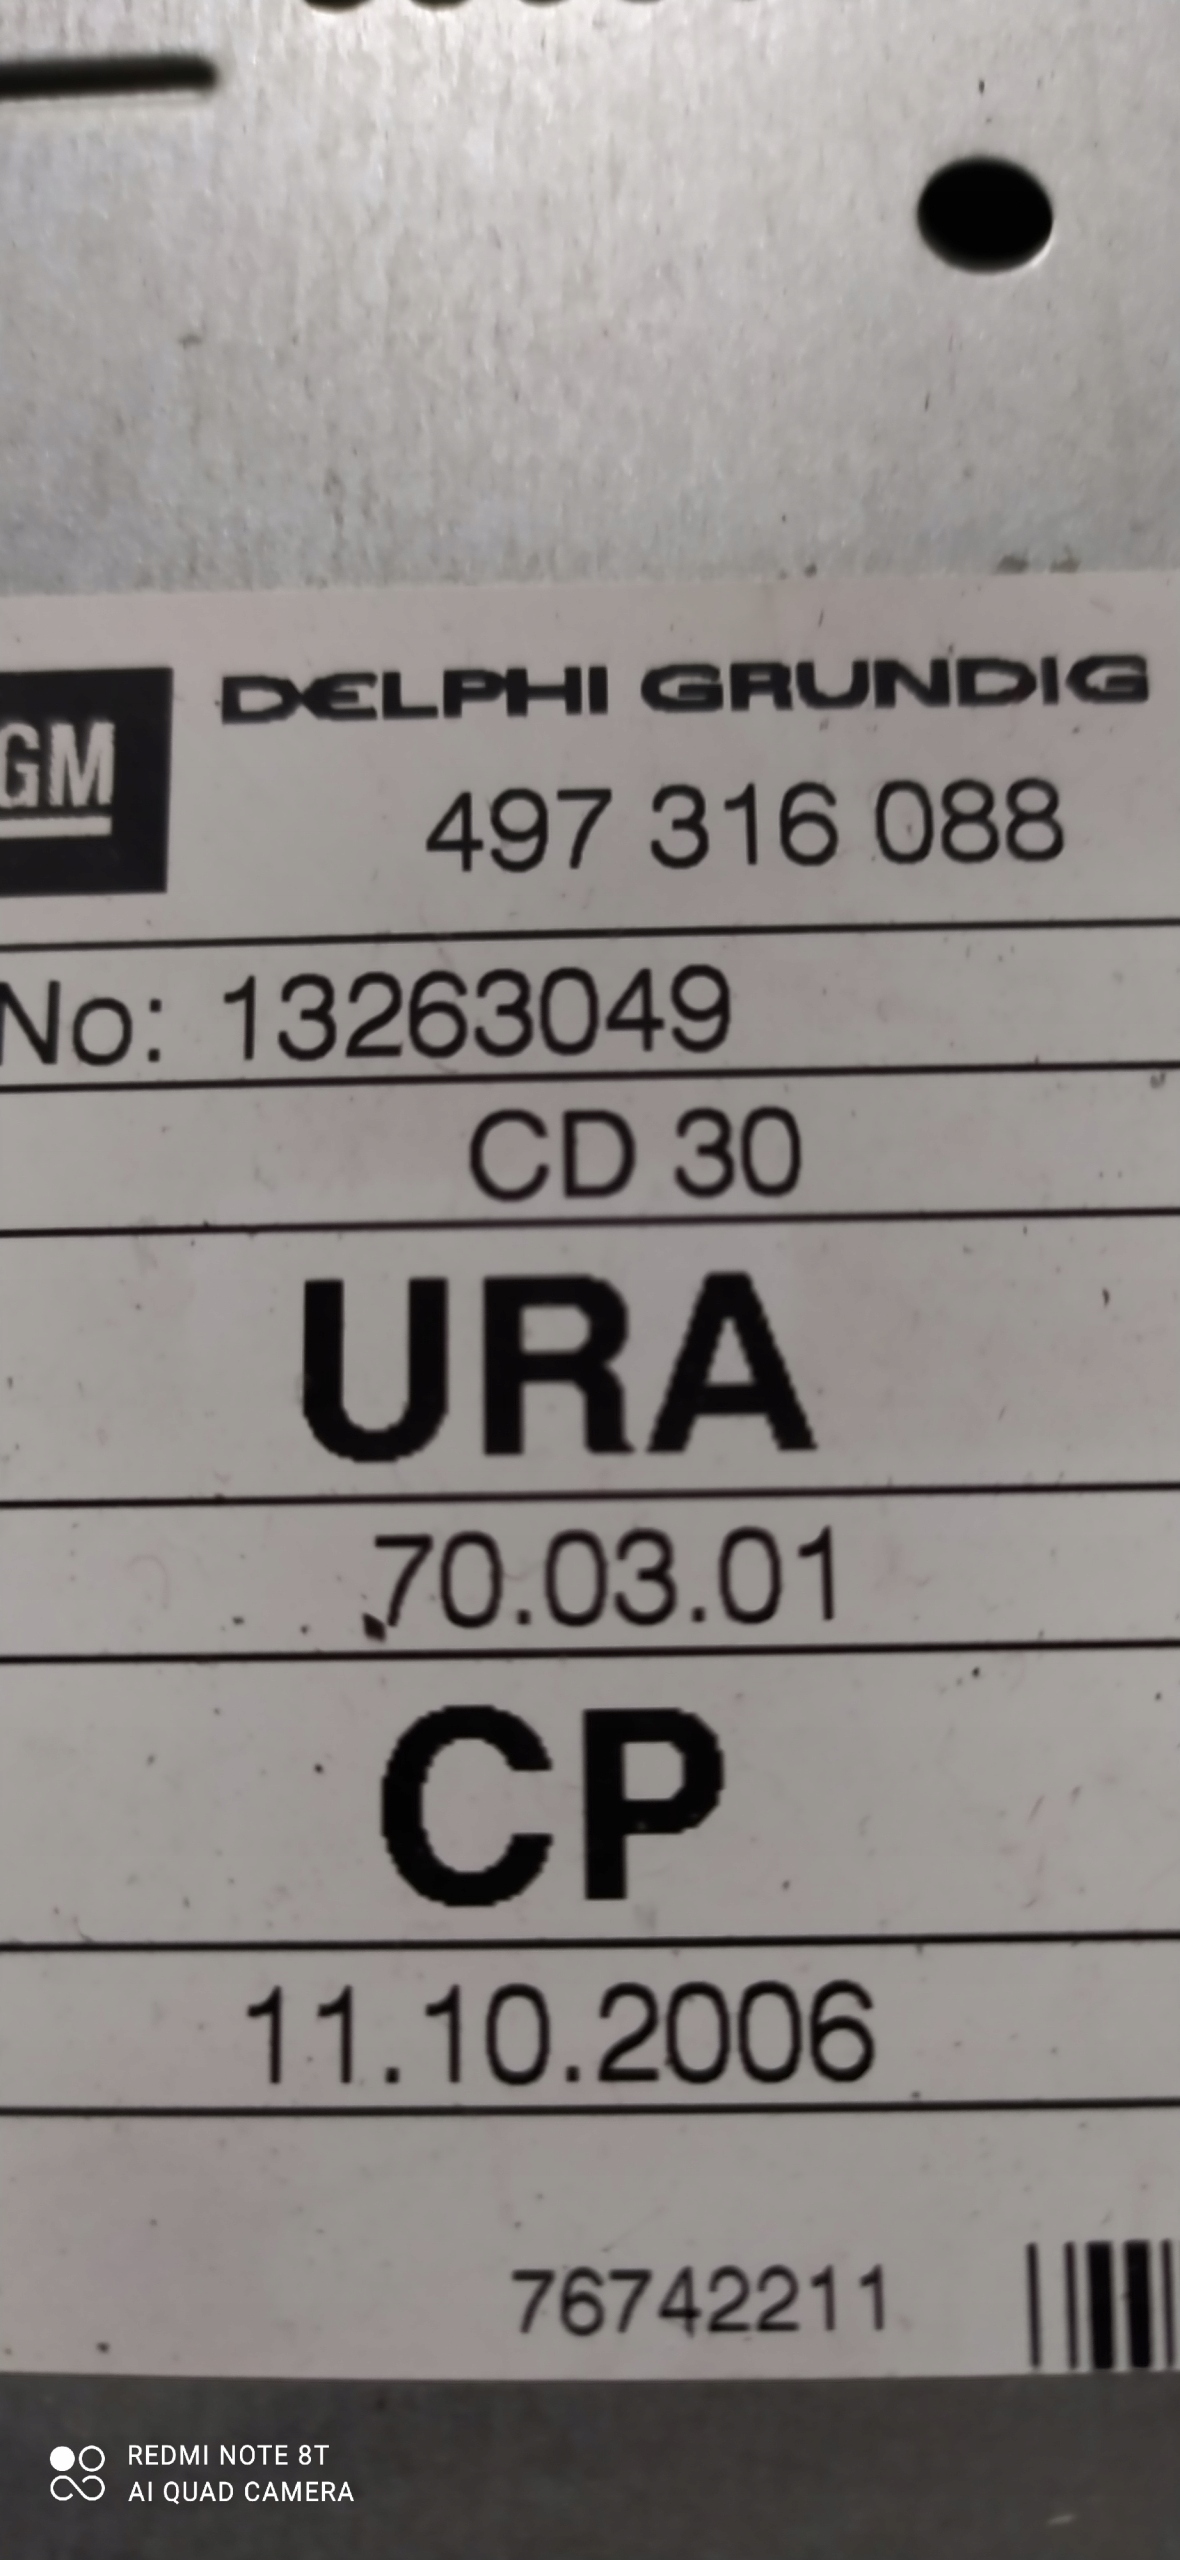 GM
DELPHI GRUNDIG
497 316 088
No: 13263049
CD 30
URA
70.03.01
CP
11.10.2006
76742211
REDMI NOTE 8T
AI QUAD CAMERA